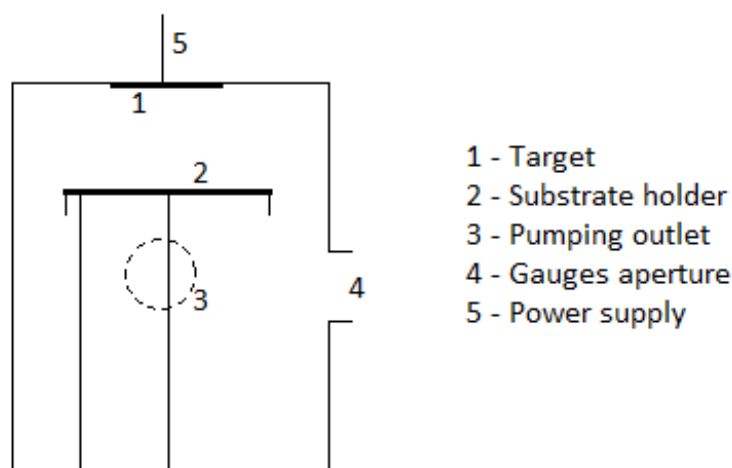 5
1
2
3
4
1 - Target
2 - Substrate holder
3 - Pumping outlet
4 - Gauges aperture
5 - Power supply